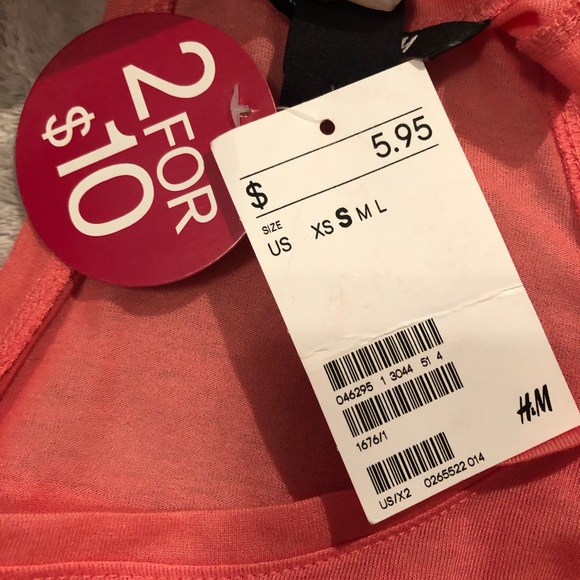 2 FOR
$10
$ 5.95
SIZE
US XS S M L
046295 1 3044 51 4
1676/1
US/X2 0265522 014
H&M